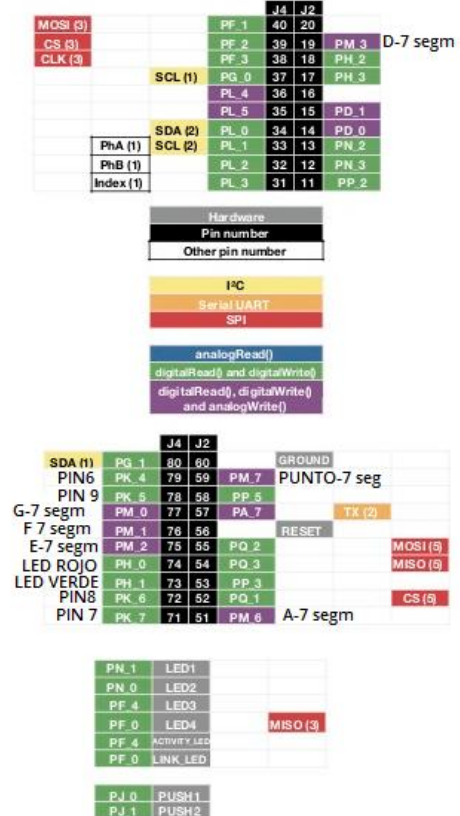 J4 J2
MOSI (3) PF_1 40 20
CS (3) PF_2 39 19 PM_3 D-7 segm
CLK (3) PF_3 38 18 PH_2
SCL (1) PG_0 37 17 PH_3
PL_4 36 16
PL_5 35 15 PD_1
SDA (2) PL_0 34 14 PD_0
PhA (1) SCL (2) PL_1 33 13 PN_2
PhB (1) PL_2 32 12 PN_3
Index (1) PL_3 31 11 PP_2
Hardware
Pin number
Other pin number
I²C
Serial UART
SPI
analogRead()
digitalRead() and digitalWrite()
digitalRead(), digitalWrite()
and analogWrite()
J4 J2
SDA (1) PG_1 80 60 GROUND
PIN6 PK_4 79 59 PM_7 PUNTO-7 seg
PIN 9 PK_5 78 58 PP_5
G-7 segm PM_0 77 57 PA_7 TX (2)
F 7 segm PM_1 76 56 RESET
E-7 segm PM_2 75 55 PQ_2 MOSI (5)
LED ROJO PH_0 74 54 PQ_3 MISO (5)
LED VERDE PH_1 73 53 PP_3
PIN8 PK_6 72 52 PQ_1 CS (5)
PIN 7 PK_7 71 51 PM_6 A-7 segm
PN_1 LED1
PN_0 LED2
PF_4 LED3
PF_0 LED4 MISO (3)
PF_4 ACTIVITY_LED
PF_0 LINK_LED
PJ_0 PUSH1
PJ_1 PUSH2